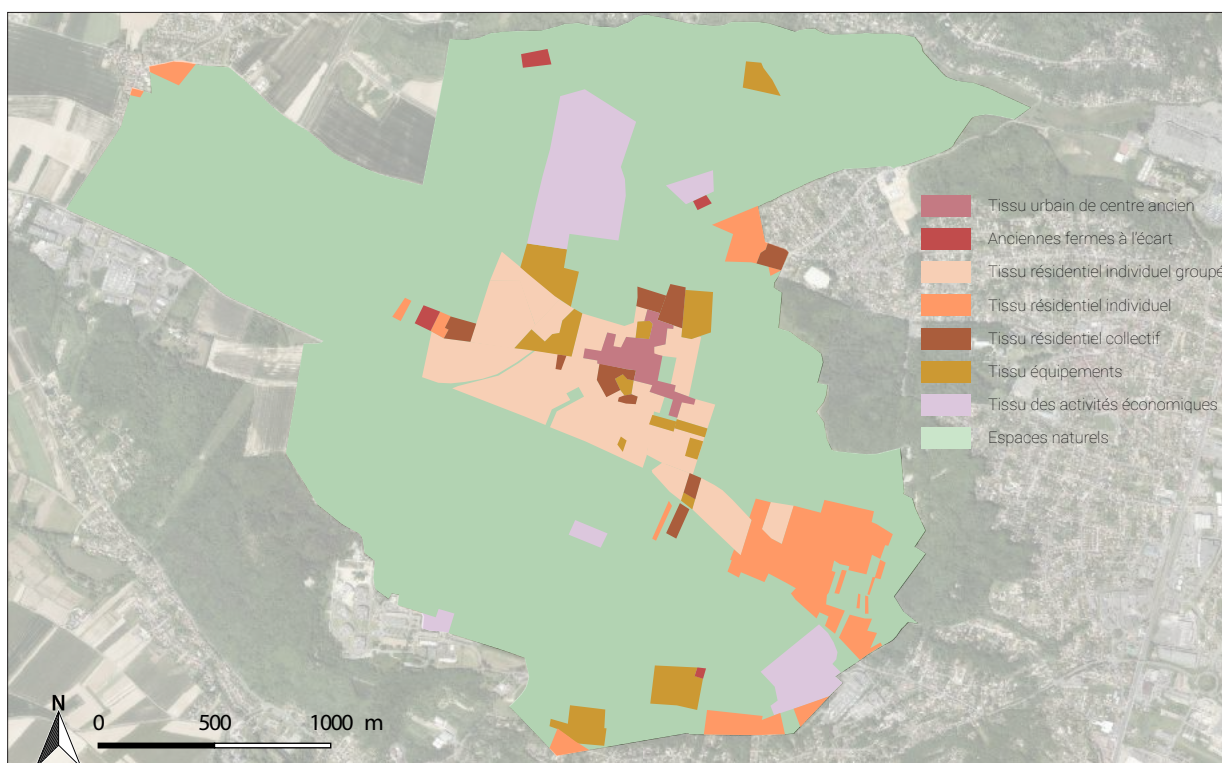 Tissu urbain de centre ancien
Anciennes fermes à l'écart
Tissu résidentiel individuel groupé
Tissu résidentiel individuel
Tissu résidentiel collectif
Tissu équipements
Tissu des activités économiques
Espaces naturels
N
0 500 1000 m